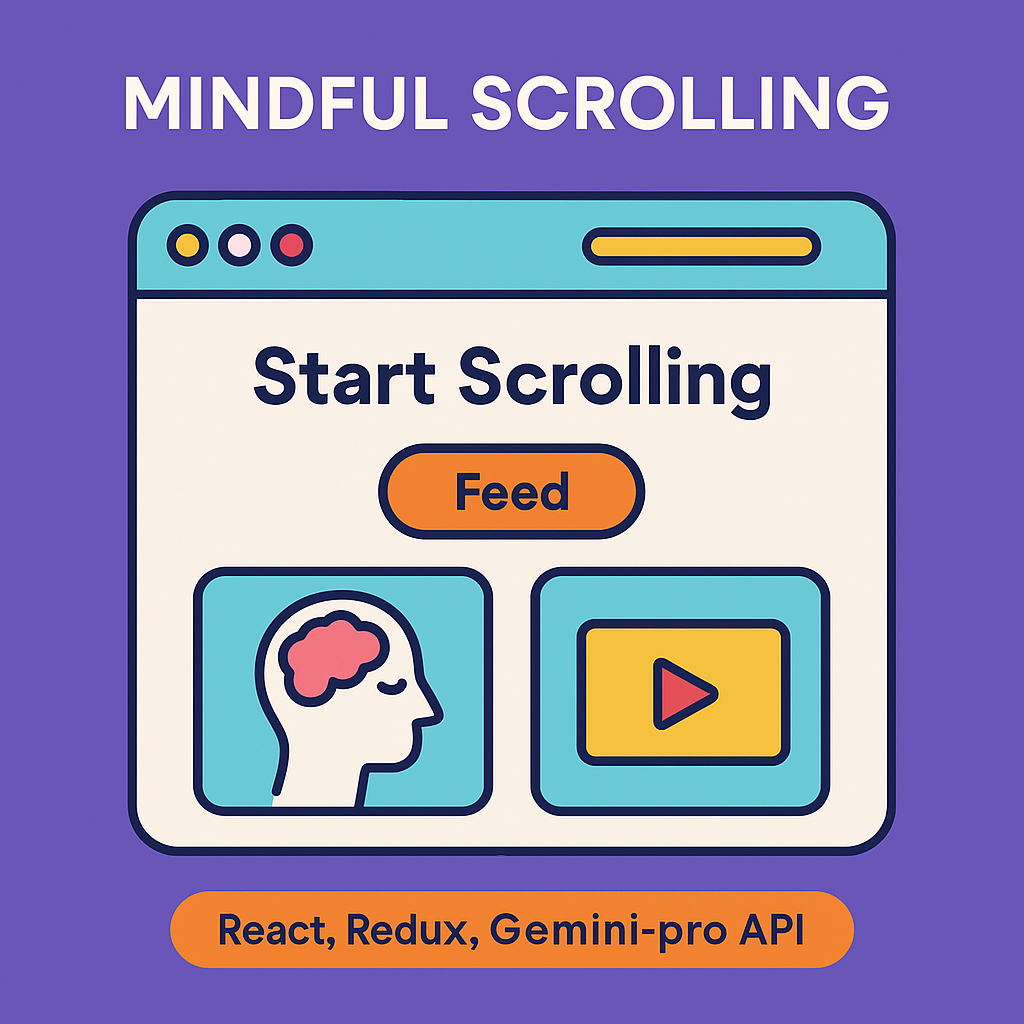 MINDFUL SCROLLING
Start Scrolling
Feed
React, Redux, Gemini-pro API